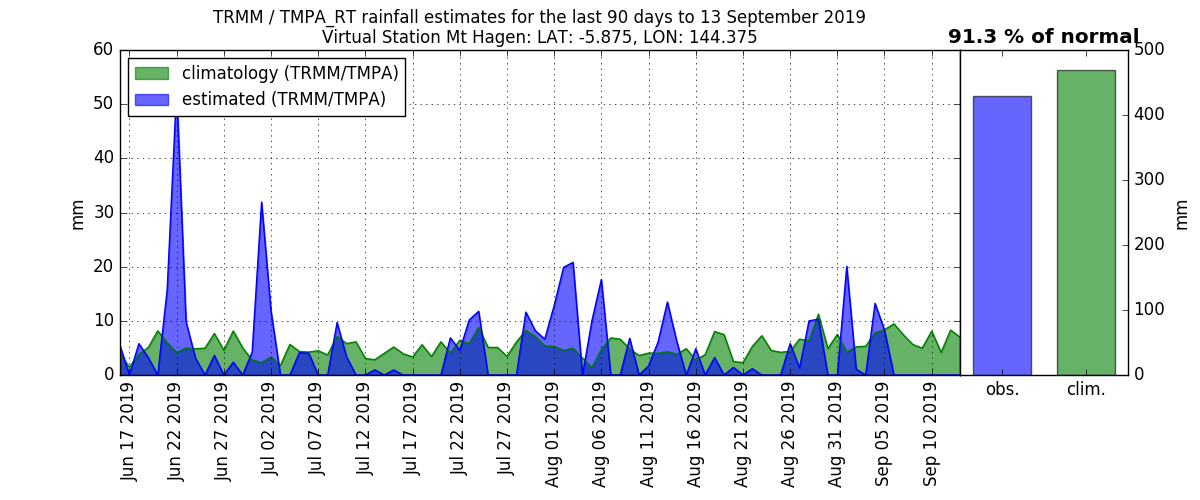 TRMM / TMPA_RT rainfall estimates for the last 90 days to 13 September 2019
Virtual Station Mt Hagen: LAT: -5.875, LON: 144.375
91.3 % of normal
climatology (TRMM/TMPA)
estimated (TRMM/TMPA)
60
50
40
30
20
10
0
mm
500
400
300
200
100
0
mm
Jun 17 2019
Jun 22 2019
Jun 27 2019
Jul 02 2019
Jul 07 2019
Jul 12 2019
Jul 17 2019
Jul 22 2019
Jul 27 2019
Aug 01 2019
Aug 06 2019
Aug 11 2019
Aug 16 2019
Aug 21 2019
Aug 26 2019
Aug 31 2019
Sep 05 2019
Sep 10 2019
obs.
clim.